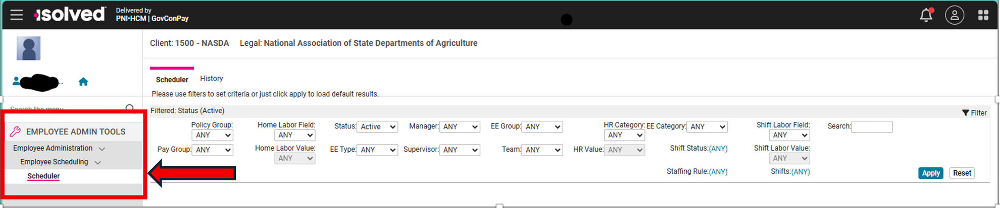 isolved Delivered by
PNI•HCM | GovConPay
Client: 1500 - NASDA Legal: National Association of State Departments of Agriculture
Scheduler History
Please use filters to set criteria or just click apply to load default results.
Search the menu
Filtered: Status (Active)
Filter
EMPLOYEE ADMIN TOOLS
Employee Administration
Employee Scheduling
Scheduler
Policy Group: ANY
Home Labor Field: ANY
Status: Active
Manager: ANY
EE Group: ANY
HR Category: ANY
EE Category: ANY
Shift Labor Field: ANY
Search:
Pay Group: ANY
Home Labor Value: ANY
EE Type: ANY
Supervisor: ANY
Team: ANY
HR Value: ANY
Shift Status:(ANY)
Shift Labor Value: ANY
Staffing Rule:(ANY)
Shifts:(ANY)
Apply Reset